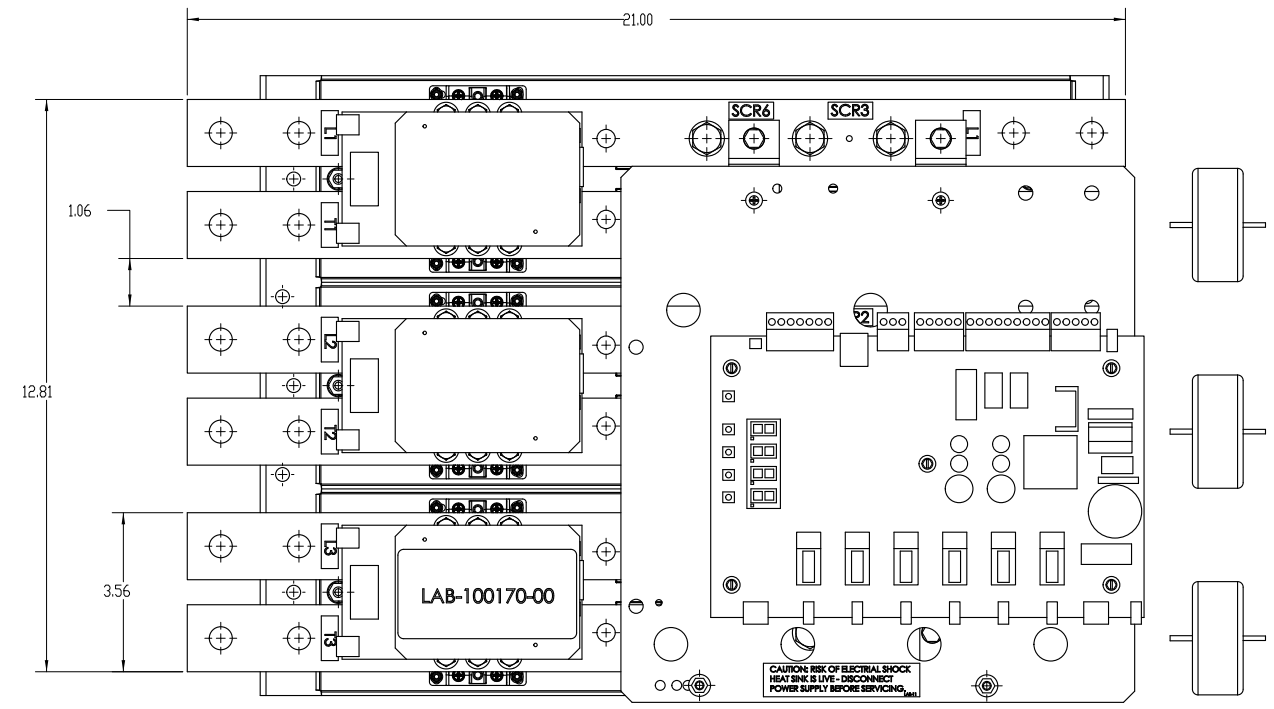 21.00
SCR6
SCR3
L1
L1
T1
1.06
L2
T2
12.81
L3
T3
3.56
LAB-100170-00
CAUTION: RISK OF ELECTRIAL SHOCK
HEAT SINK IS LIVE - DISCONNECT
POWER SUPPLY BEFORE SERVICING.